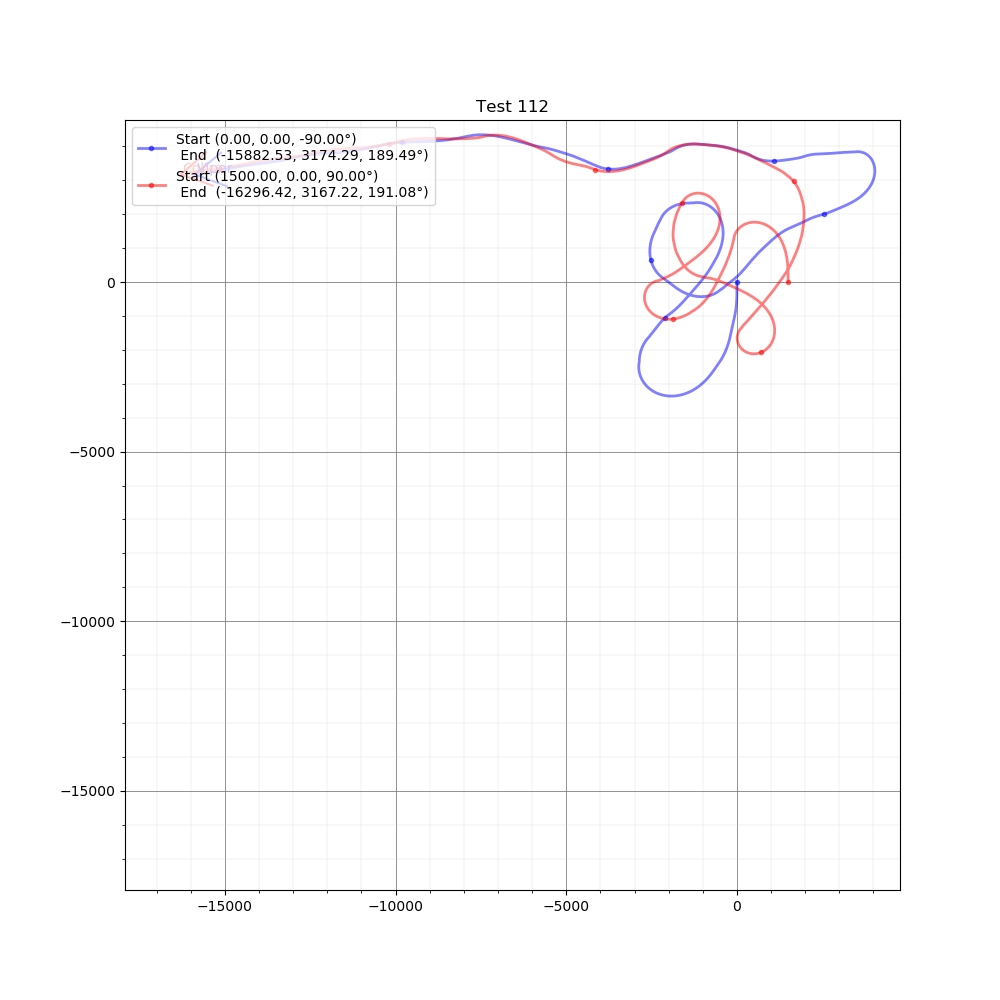 Test 112
Start (0.00, 0.00, -90.00°)
End (-15882.53, 3174.29, 189.49°)
Start (1500.00, 0.00, 90.00°)
End (-16296.42, 3167.22, 191.08°)
0
−5000
−10000
−15000
−15000 −10000 −5000 0